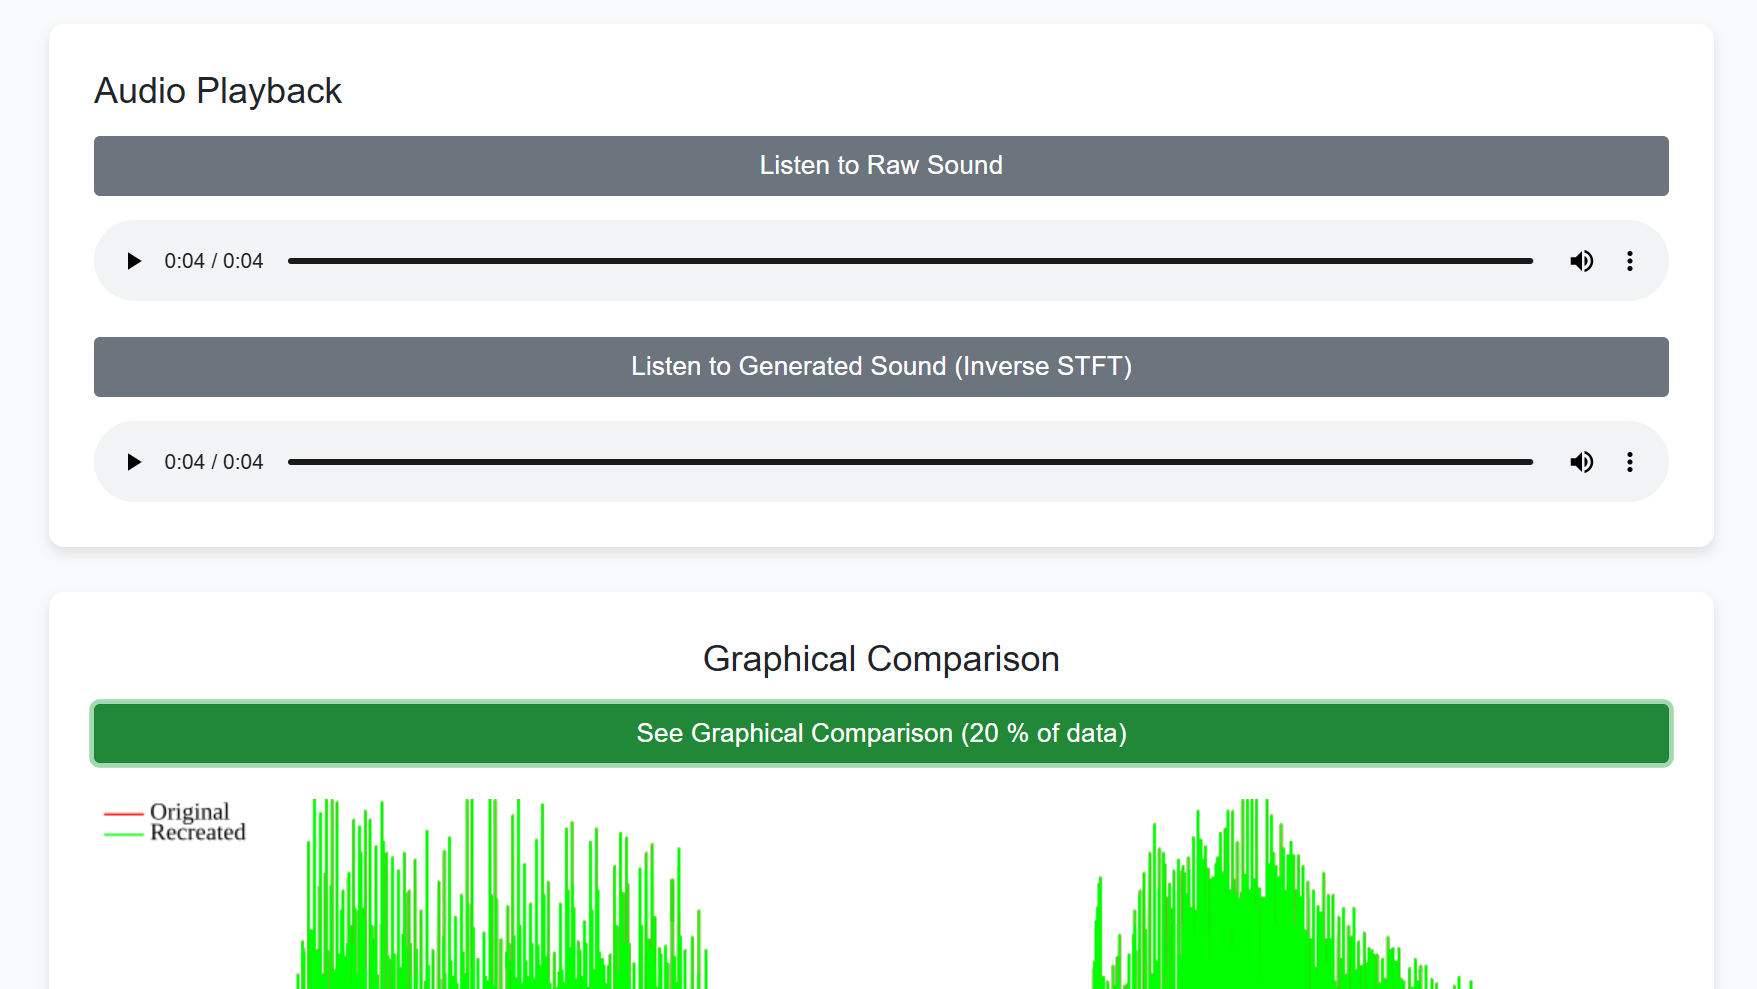 Audio Playback
Listen to Raw Sound
0:04 / 0:04
Listen to Generated Sound (Inverse STFT)
0:04 / 0:04
Graphical Comparison
See Graphical Comparison (20 % of data)
Original
Recreated